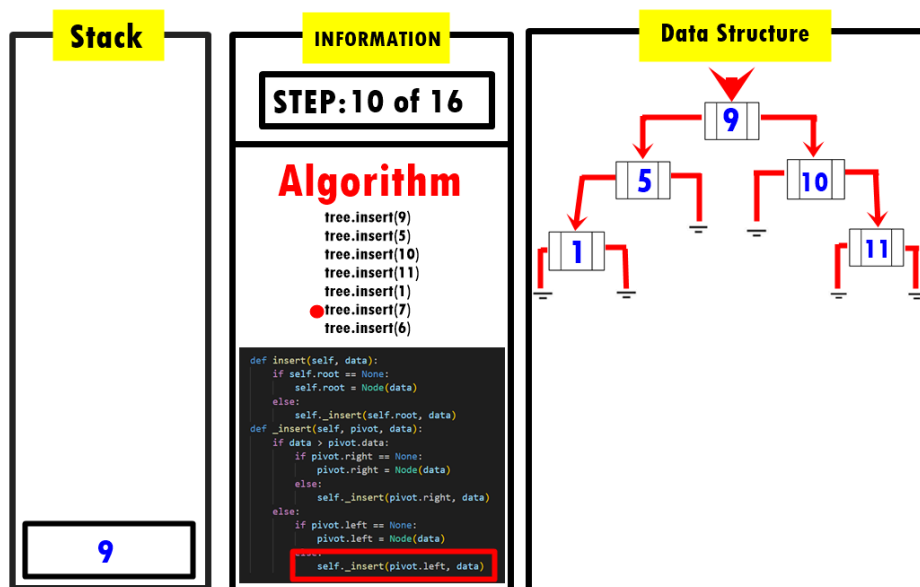 Stack
9
INFORMATION
STEP: 10 of 16
Algorithm
tree.insert(9)
tree.insert(5)
tree.insert(10)
tree.insert(11)
tree.insert(1)
tree.insert(7)
tree.insert(6)
def insert(self, data):
if self.root == None:
self.root = Node(data)
else:
self._insert(self.root, data)
def _insert(self, pivot, data):
if data > pivot.data:
if pivot.right == None:
pivot.right = Node(data)
else:
self._insert(pivot.right, data)
else:
if pivot.left == None:
pivot.left = Node(data)
else:
self._insert(pivot.left, data)
Data Structure
9
5
10
1
11